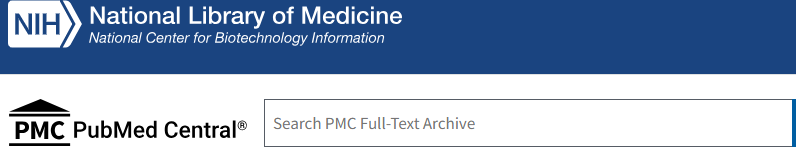 NIH
National Library of Medicine
National Center for Biotechnology Information
PMC PubMed Central®
Search PMC Full-Text Archive